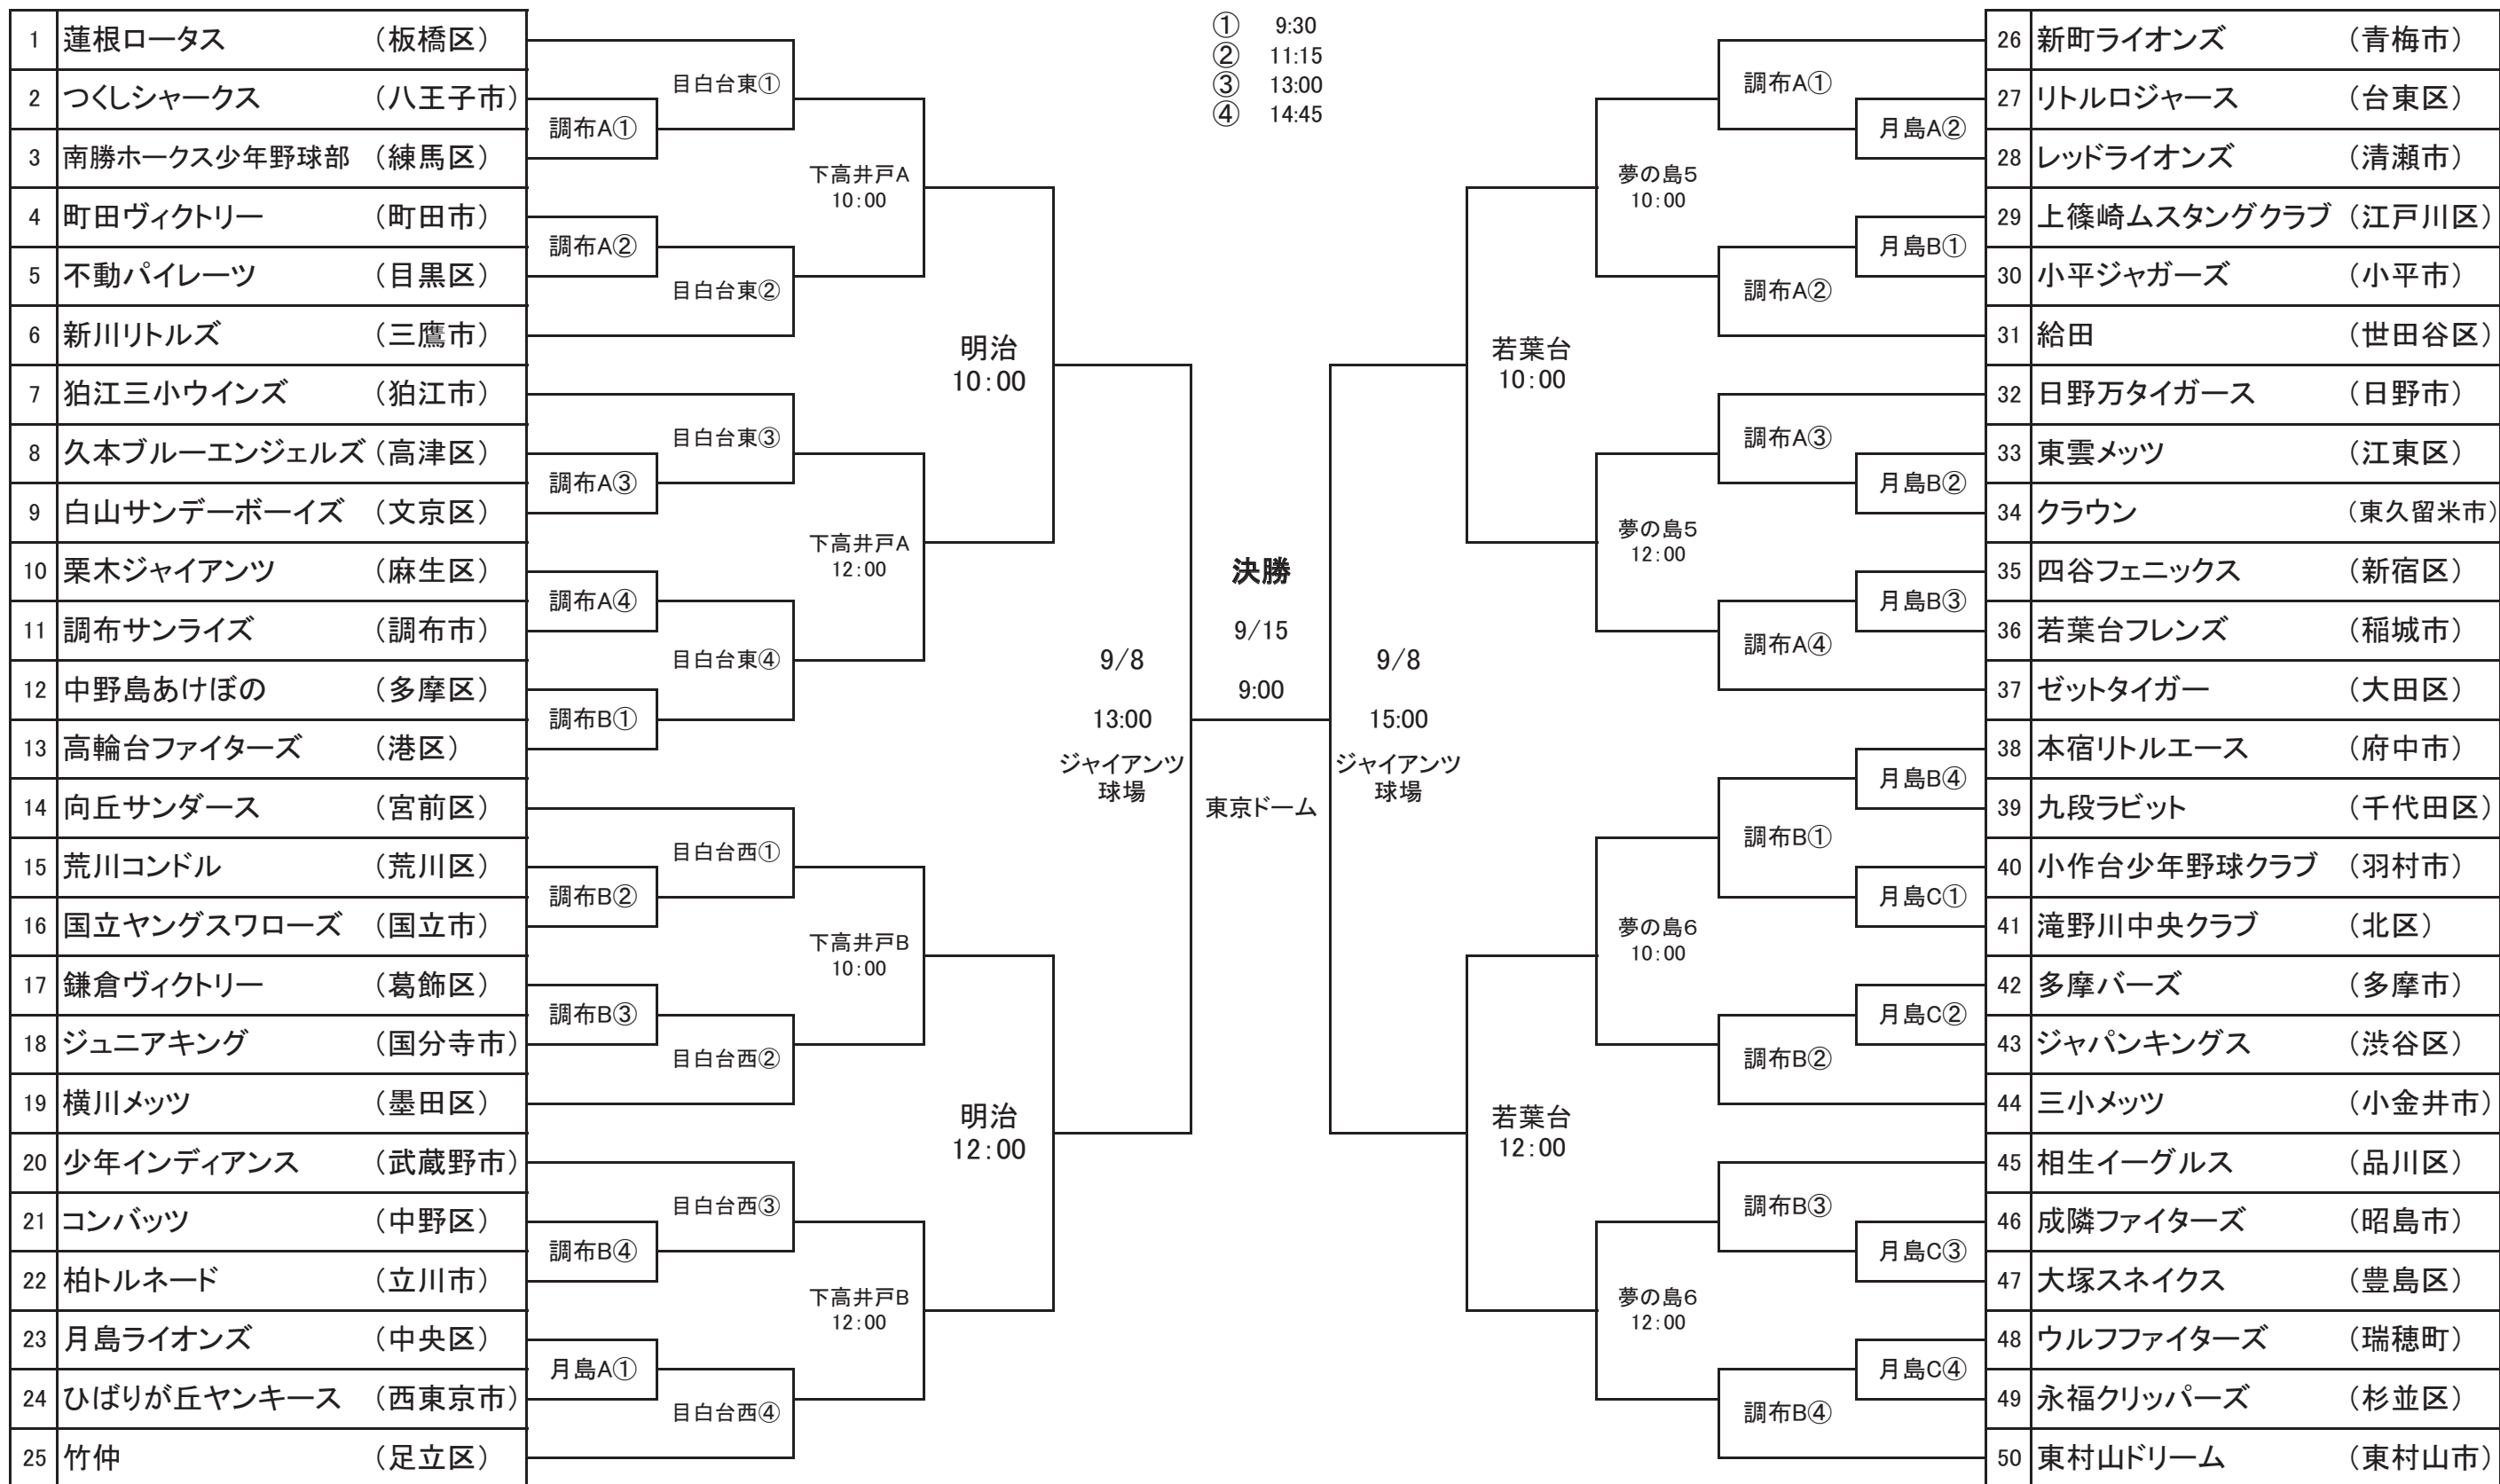 1 蓮根ロータス （板橋区）
2 つくしシャークス （八王子市）
3 南勝ホークス少年野球部 （練馬区）
4 町田ヴィクトリー （町田市）
5 不動パイレーツ （目黒区）
6 新川リトルズ （三鷹市）
7 狛江三小ウインズ （狛江市）
8 久本ブルーエンジェルズ （高津区）
9 白山サンデーボーイズ （文京区）
10 栗木ジャイアンツ （麻生区）
11 調布サンライズ （調布市）
12 中野島あけぼの （多摩区）
13 高輪台ファイターズ （港区）
14 向丘サンダース （宮前区）
15 荒川コンドル （荒川区）
16 国立ヤングスワローズ （国立市）
17 鎌倉ヴィクトリー （葛飾区）
18 ジュニアキング （国分寺市）
19 横川メッツ （墨田区）
20 少年インディアンス （武蔵野市）
21 コンバッツ （中野区）
22 柏トルネード （立川市）
23 月島ライオンズ （中央区）
24 ひばりが丘ヤンキース （西東京市）
25 竹仲 （足立区）
調布A①
調布A②
調布A③
調布A④
調布B①
調布B②
調布B③
調布B④
月島A①
目白台東①
目白台東②
目白台東③
目白台東④
目白台西①
目白台西②
目白台西③
目白台西④
下高井戸A
10:00
下高井戸A
12:00
下高井戸B
10:00
下高井戸B
12:00
明治
10:00
明治
12:00
9/8
13:00
ジャイアンツ
球場
① 9:30
② 11:15
③ 13:00
④ 14:45
決勝
9/15
9:00
東京ドーム
9/8
15:00
ジャイアンツ
球場
若葉台
10:00
若葉台
12:00
夢の島5
10:00
夢の島5
12:00
夢の島6
10:00
夢の島6
12:00
調布A①
調布A②
調布A③
調布A④
調布B①
調布B②
調布B③
調布B④
月島A②
月島B①
月島B②
月島B③
月島B④
月島C①
月島C②
月島C③
月島C④
26 新町ライオンズ （青梅市）
27 リトルロジャース （台東区）
28 レッドライオンズ （清瀬市）
29 上篠崎ムスタングクラブ （江戸川区）
30 小平ジャガーズ （小平市）
31 給田 （世田谷区）
32 日野万タイガース （日野市）
33 東雲メッツ （江東区）
34 クラウン （東久留米市）
35 四谷フェニックス （新宿区）
36 若葉台フレンズ （稲城市）
37 ゼットタイガー （大田区）
38 本宿リトルエース （府中市）
39 九段ラビット （千代田区）
40 小作台少年野球クラブ （羽村市）
41 滝野川中央クラブ （北区）
42 多摩バーズ （多摩市）
43 ジャパンキングス （渋谷区）
44 三小メッツ （小金井市）
45 相生イーグルス （品川区）
46 成隣ファイターズ （昭島市）
47 大塚スネイクス （豊島区）
48 ウルフファイターズ （瑞穂町）
49 永福クリッパーズ （杉並区）
50 東村山ドリーム （東村山市）